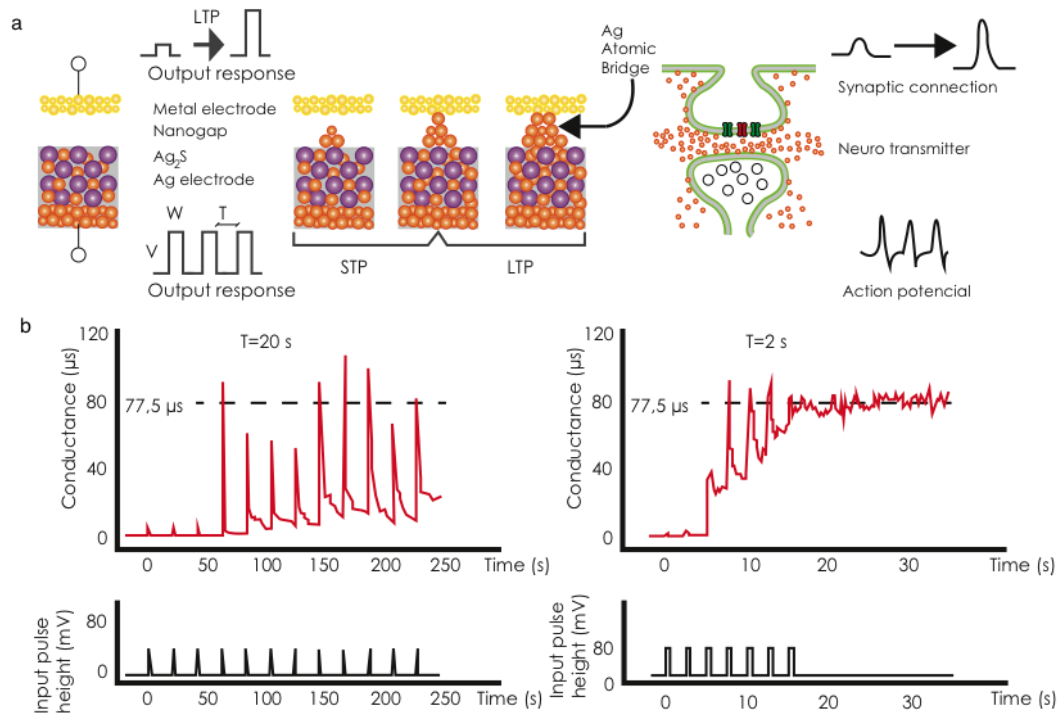 a
LTP
Output response
Metal electrode
Nanogap
Ag2S
Ag electrode
W T
V
Output response
STP
LTP
Ag
Atomic
Bridge
Synaptic connection
Neuro transmitter
Action potencial
b
Conductance (µs)
120
80
40
0
T=20 s
77,5 µs
0 50 100 150 200 250 Time (s)
Input pulse
height (mV)
80
0
0 50 100 150 200 250 Time (s)
Conductance (µs)
120
80
40
0
T=2 s
77,5 µs
0 10 20 30 Time (s)
Input pulse
height (mV)
80
0
0 10 20 30 Time (s)